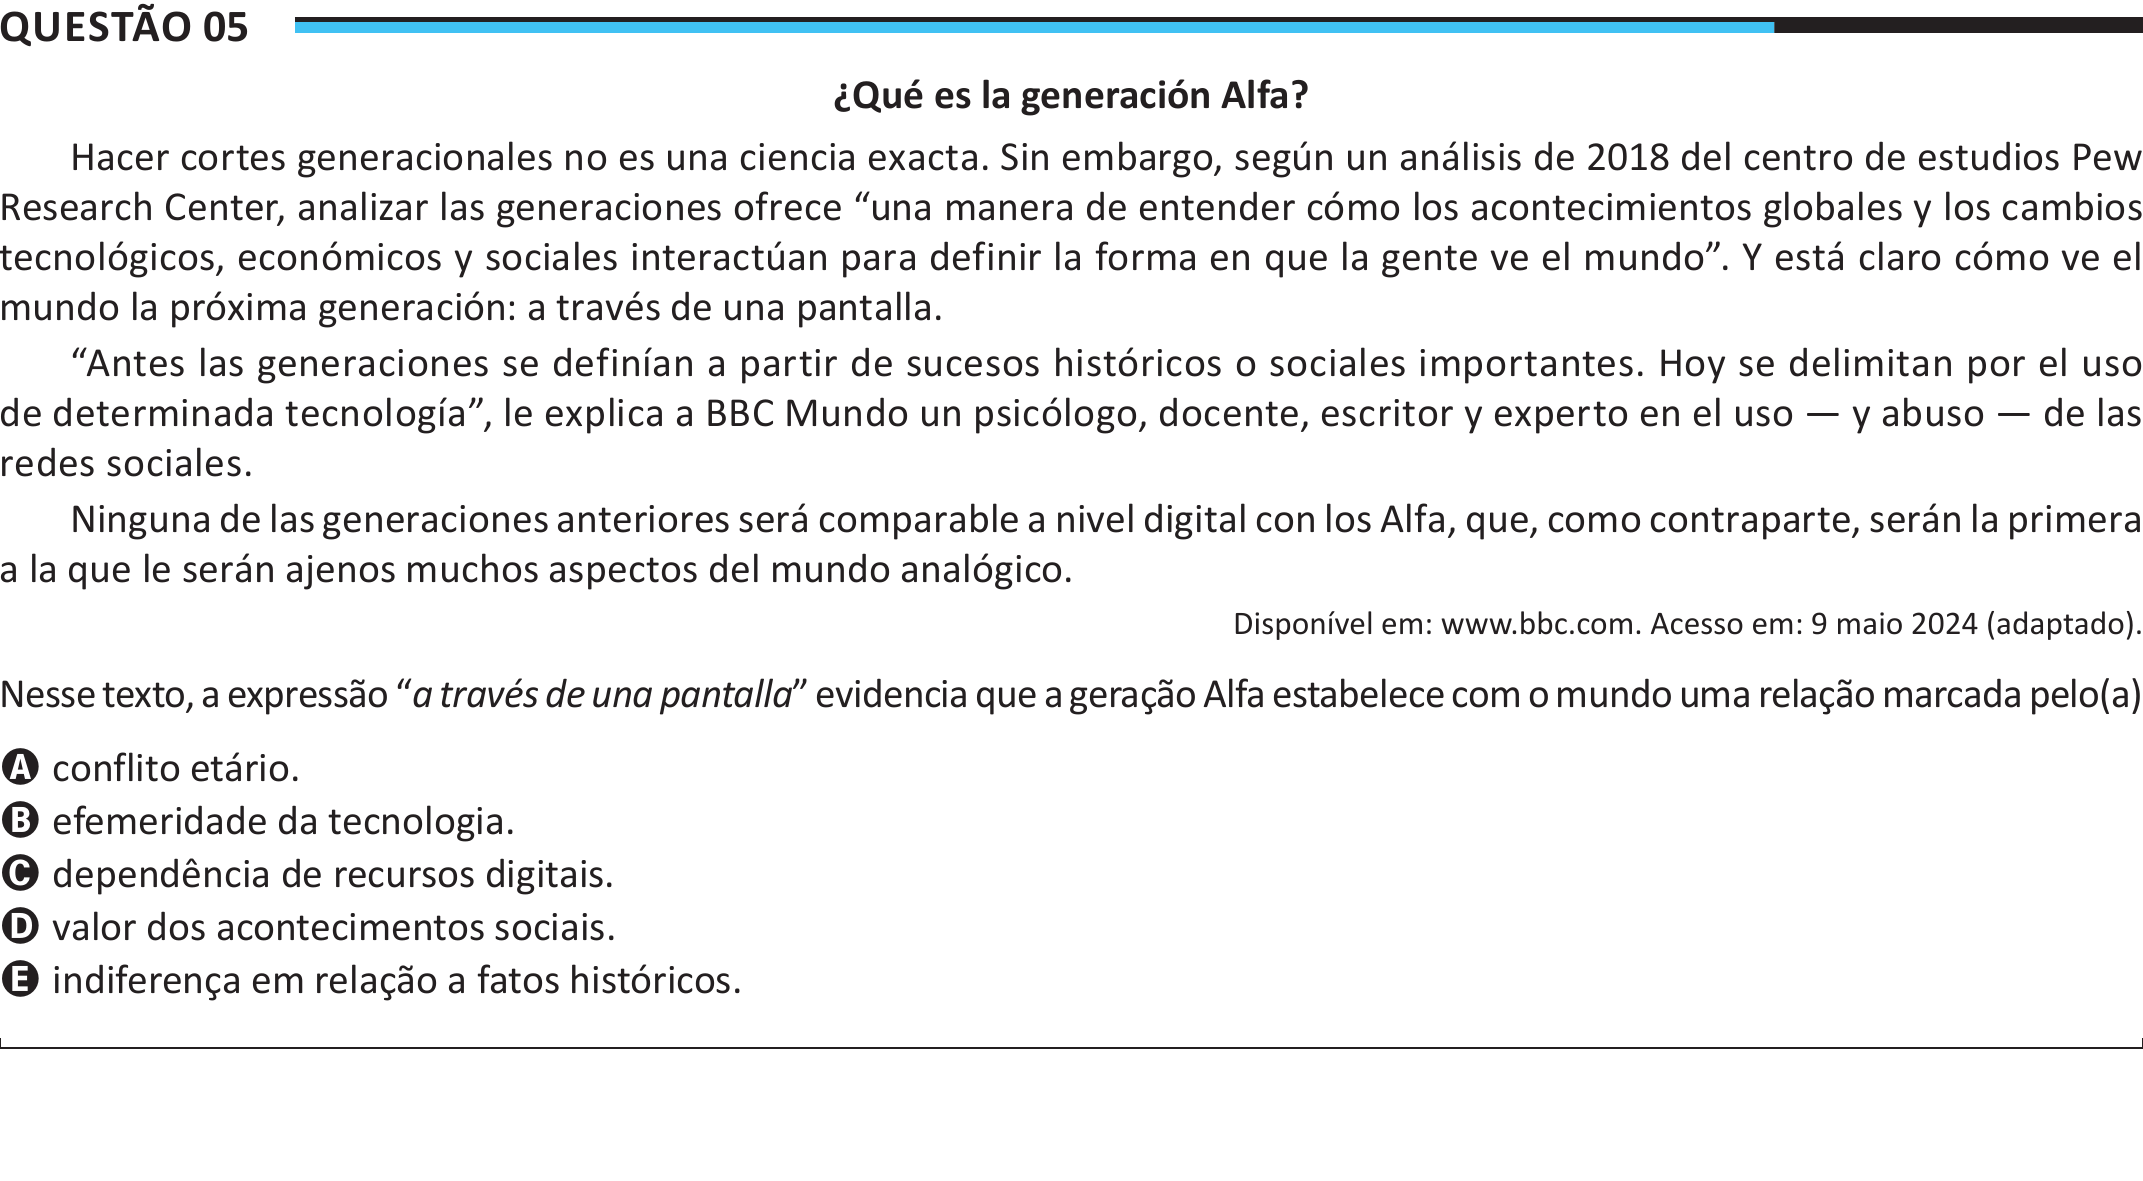 QUESTÃO 05
¿Qué es la generación Alfa?
Hacer cortes generacionales no es una ciencia exacta. Sin embargo, según un análisis de 2018 del centro de estudios Pew
Research Center, analizar las generaciones ofrece “una manera de entender cómo los acontecimientos globales y los cambios
tecnológicos, económicos y sociales interactúan para definir la forma en que la gente ve el mundo”. Y está claro cómo ve el
mundo la próxima generación: a través de una pantalla.
“Antes las generaciones se definían a partir de sucesos históricos o sociales importantes. Hoy se delimitan por el uso
de determinada tecnología”, le explica a BBC Mundo un psicólogo, docente, escritor y experto en el uso — y abuso — de las
redes sociales.
Ninguna de las generaciones anteriores será comparable a nivel digital con los Alfa, que, como contraparte, serán la primera
a la que le serán ajenos muchos aspectos del mundo analógico.
Disponível em: www.bbc.com. Acesso em: 9 maio 2024 (adaptado).
Nesse texto, a expressão “a través de una pantalla” evidencia que a geração Alfa estabelece com o mundo uma relação marcada pelo(a)
A conflito etário.
B efemeridade da tecnologia.
C dependência de recursos digitais.
D valor dos acontecimentos sociais.
E indiferença em relação a fatos históricos.